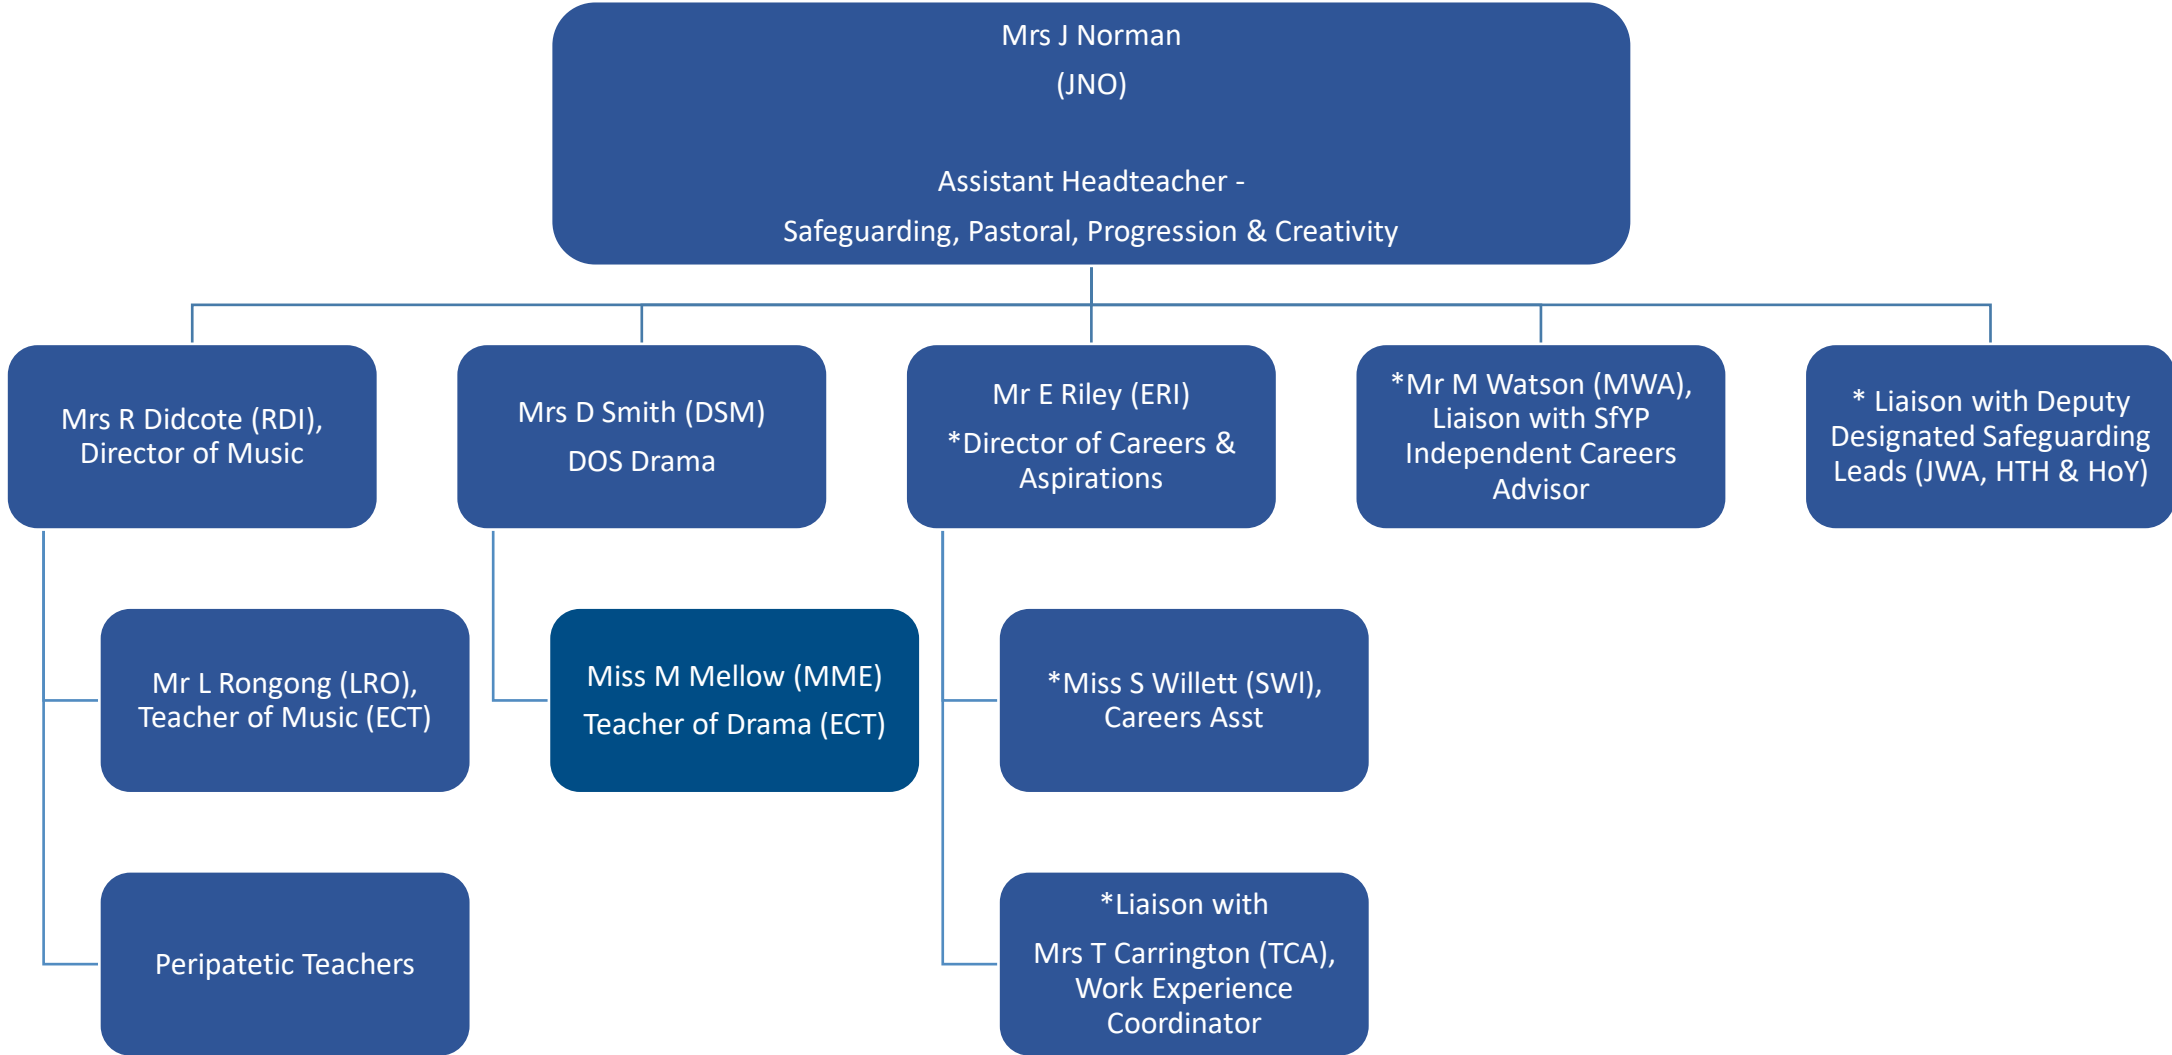 Mrs J Norman
(JNO)
Assistant Headteacher -
Safeguarding, Pastoral, Progression & Creativity
Mrs R Didcote (RDI),
Director of Music
Mrs D Smith (DSM)
DOS Drama
Mr E Riley (ERI)
*Director of Careers &
Aspirations
*Mr M Watson (MWA),
Liaison with SfYP
Independent Careers
Advisor
* Liaison with Deputy
Designated Safeguarding
Leads (JWA, HTH & HoY)
Mr L Rongong (LRO),
Teacher of Music (ECT)
Miss M Mellow (MME)
Teacher of Drama (ECT)
*Miss S Willett (SWl),
Careers Asst
Peripatetic Teachers
*Liaison with
Mrs T Carrington (TCA),
Work Experience
Coordinator